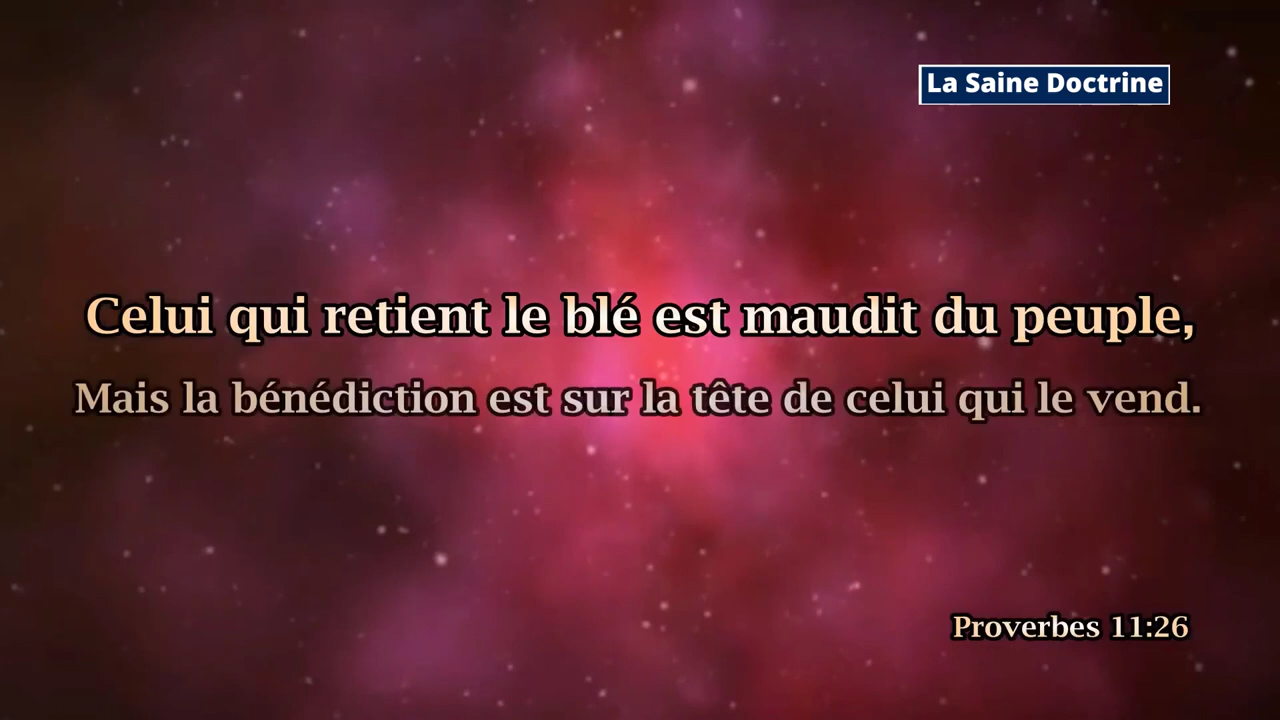 La Saine Doctrine
Celui qui retient le blé est maudit du peuple,
Mais la bénédiction est sur la tête de celui qui le vend.
Proverbes 11:26